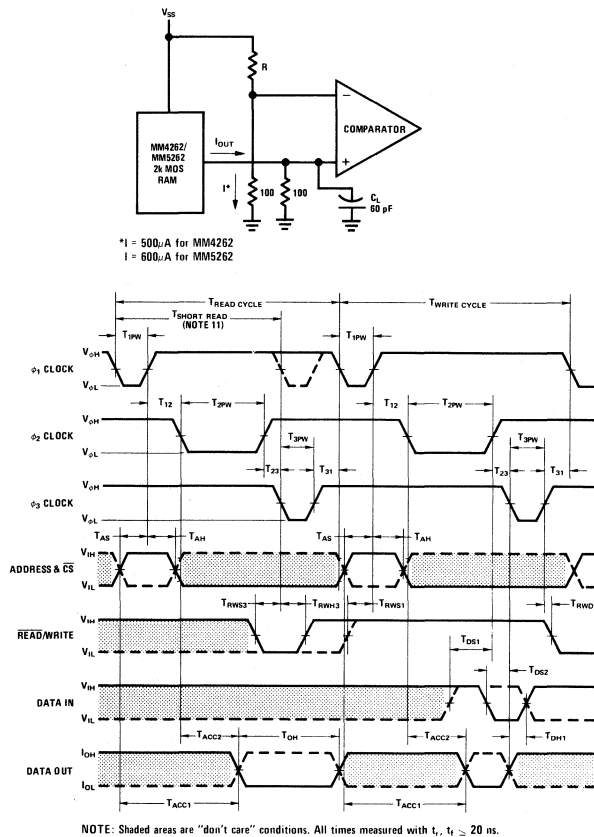 VSS
R
MM4262/
MM5262
2k MOS
RAM
IOUT
COMPARATOR
−
+
I*
100
100
CL
60 pF
*I = 500μA for MM4262
I = 600μA for MM5262
TREAD CYCLE
TWRITE CYCLE
TSHORT READ
(NOTE 11)
T1PW
T1PW
VφH
φ1 CLOCK
VφL
T12
T2PW
T12
T2PW
VφH
φ2 CLOCK
VφL
T3PW
T3PW
T23
T31
T23
T31
VφH
φ3 CLOCK
VφL
TAS
TAH
TAS
TAH
VIH
ADDRESS & CS
VIL
TRWS3
TRWH3
TRWS1
TRWD
VIH
READ/WRITE
VIL
TDS1
TDS2
VIH
DATA IN
VIL
TACC2
TOH
TACC2
TDH1
IOH
DATA OUT
IOL
TACC1
TACC1
NOTE: Shaded areas are "don't care" conditions. All times measured with tr, tf ≥ 20 ns.